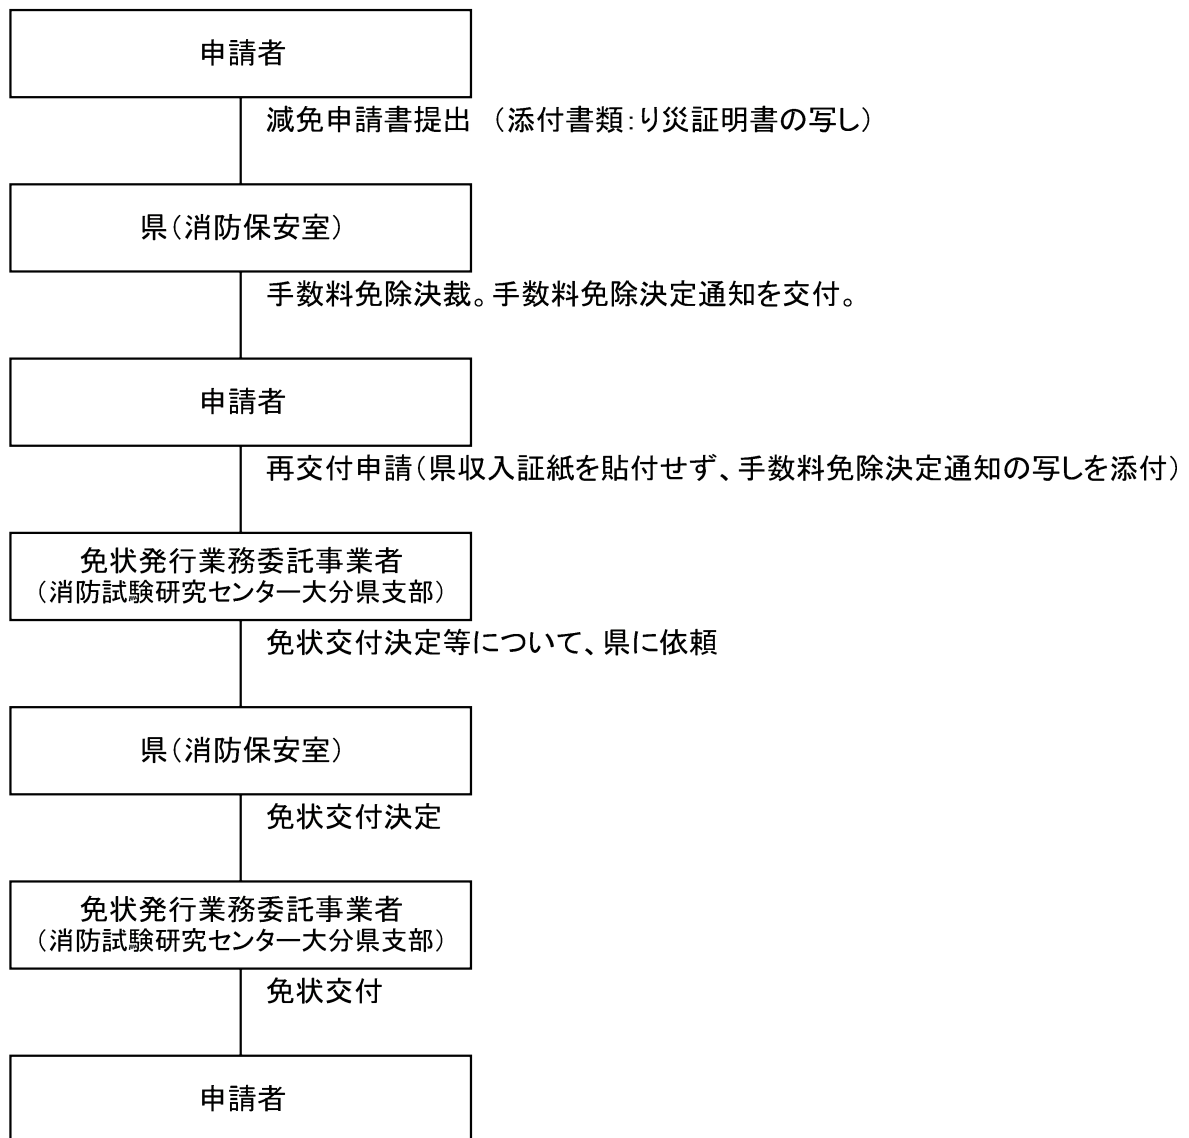 申請者
減免申請書提出　（添付書類：り災証明書の写し）
県（消防保安室）
手数料免除決裁。手数料免除決定通知を交付。
申請者
再交付申請（県収入証紙を貼付せず、手数料免除決定通知の写しを添付）
免状発行業務委託事業者
（消防試験研究センター大分県支部）
免状交付決定等について、県に依頼
県（消防保安室）
免状交付決定
免状発行業務委託事業者
（消防試験研究センター大分県支部）
免状交付
申請者